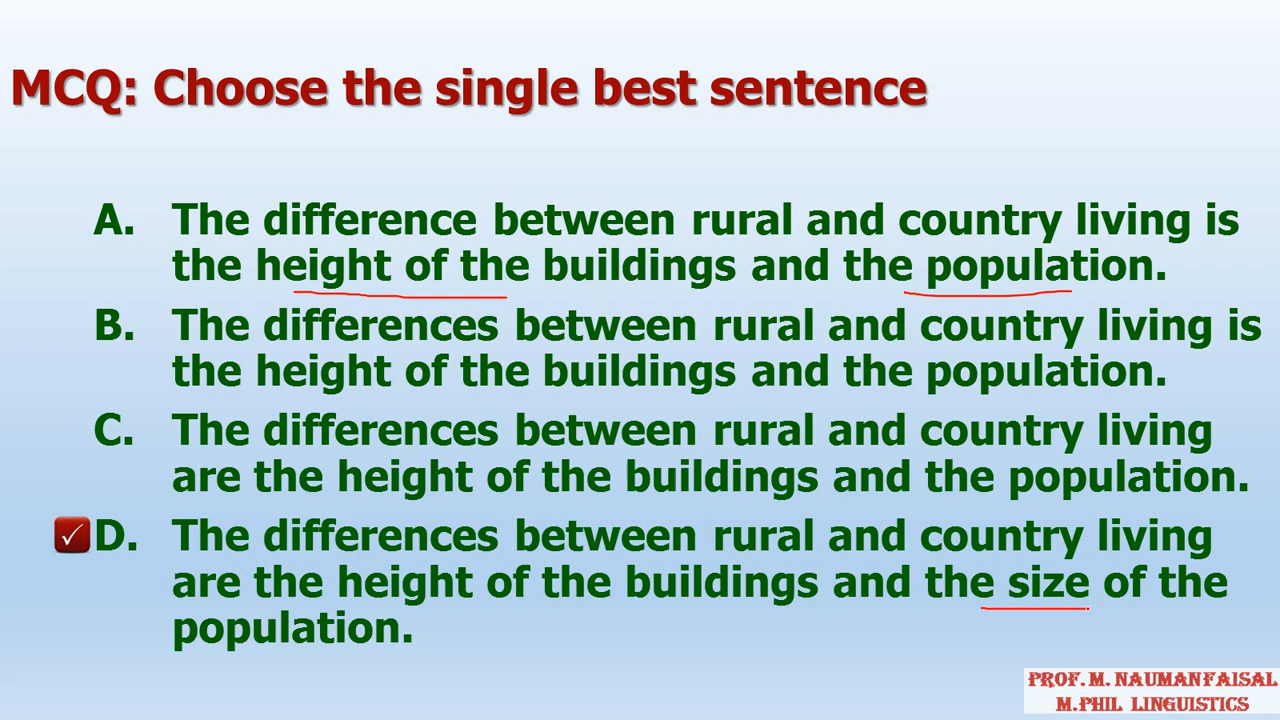 MCQ: Choose the single best sentence
A. The difference between rural and country living is
the height of the buildings and the population.
B. The differences between rural and country living is
the height of the buildings and the population.
C. The differences between rural and country living
are the height of the buildings and the population.
D. The differences between rural and country living
are the height of the buildings and the size of the
population.
PROF. M. NAUMAN FAISAL
M.PHIL LINGUISTICS